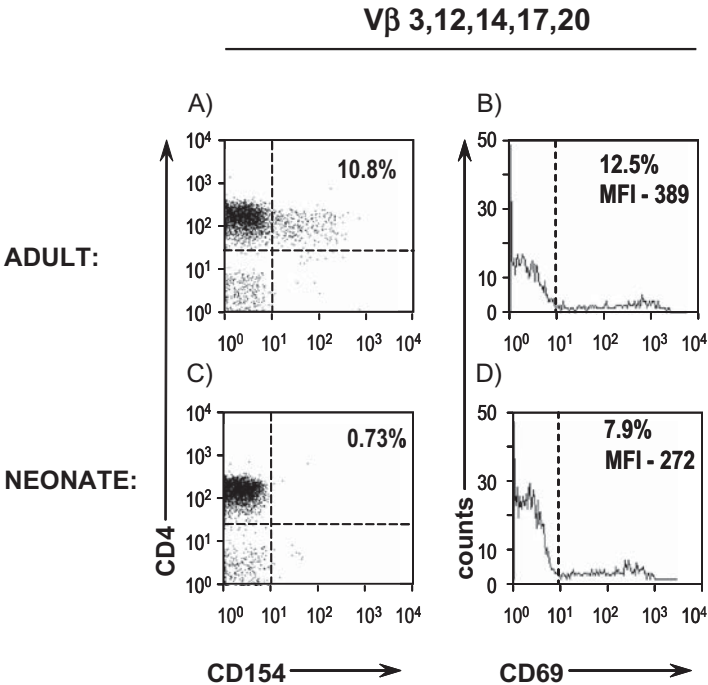 Vβ 3,12,14,17,20
A)
B)
10⁴
10³
10²
10¹
10⁰
10.8%
10⁰ 10¹ 10² 10³ 10⁴
50
30
10
0
12.5%
MFI - 389
10⁰ 10¹ 10² 10³ 10⁴
ADULT:
C)
D)
10⁴
10³
10²
10¹
10⁰
0.73%
10⁰ 10¹ 10² 10³ 10⁴
50
30
10
0
7.9%
MFI - 272
10⁰ 10¹ 10² 10³ 10⁴
NEONATE:
CD4
counts
CD154
CD69